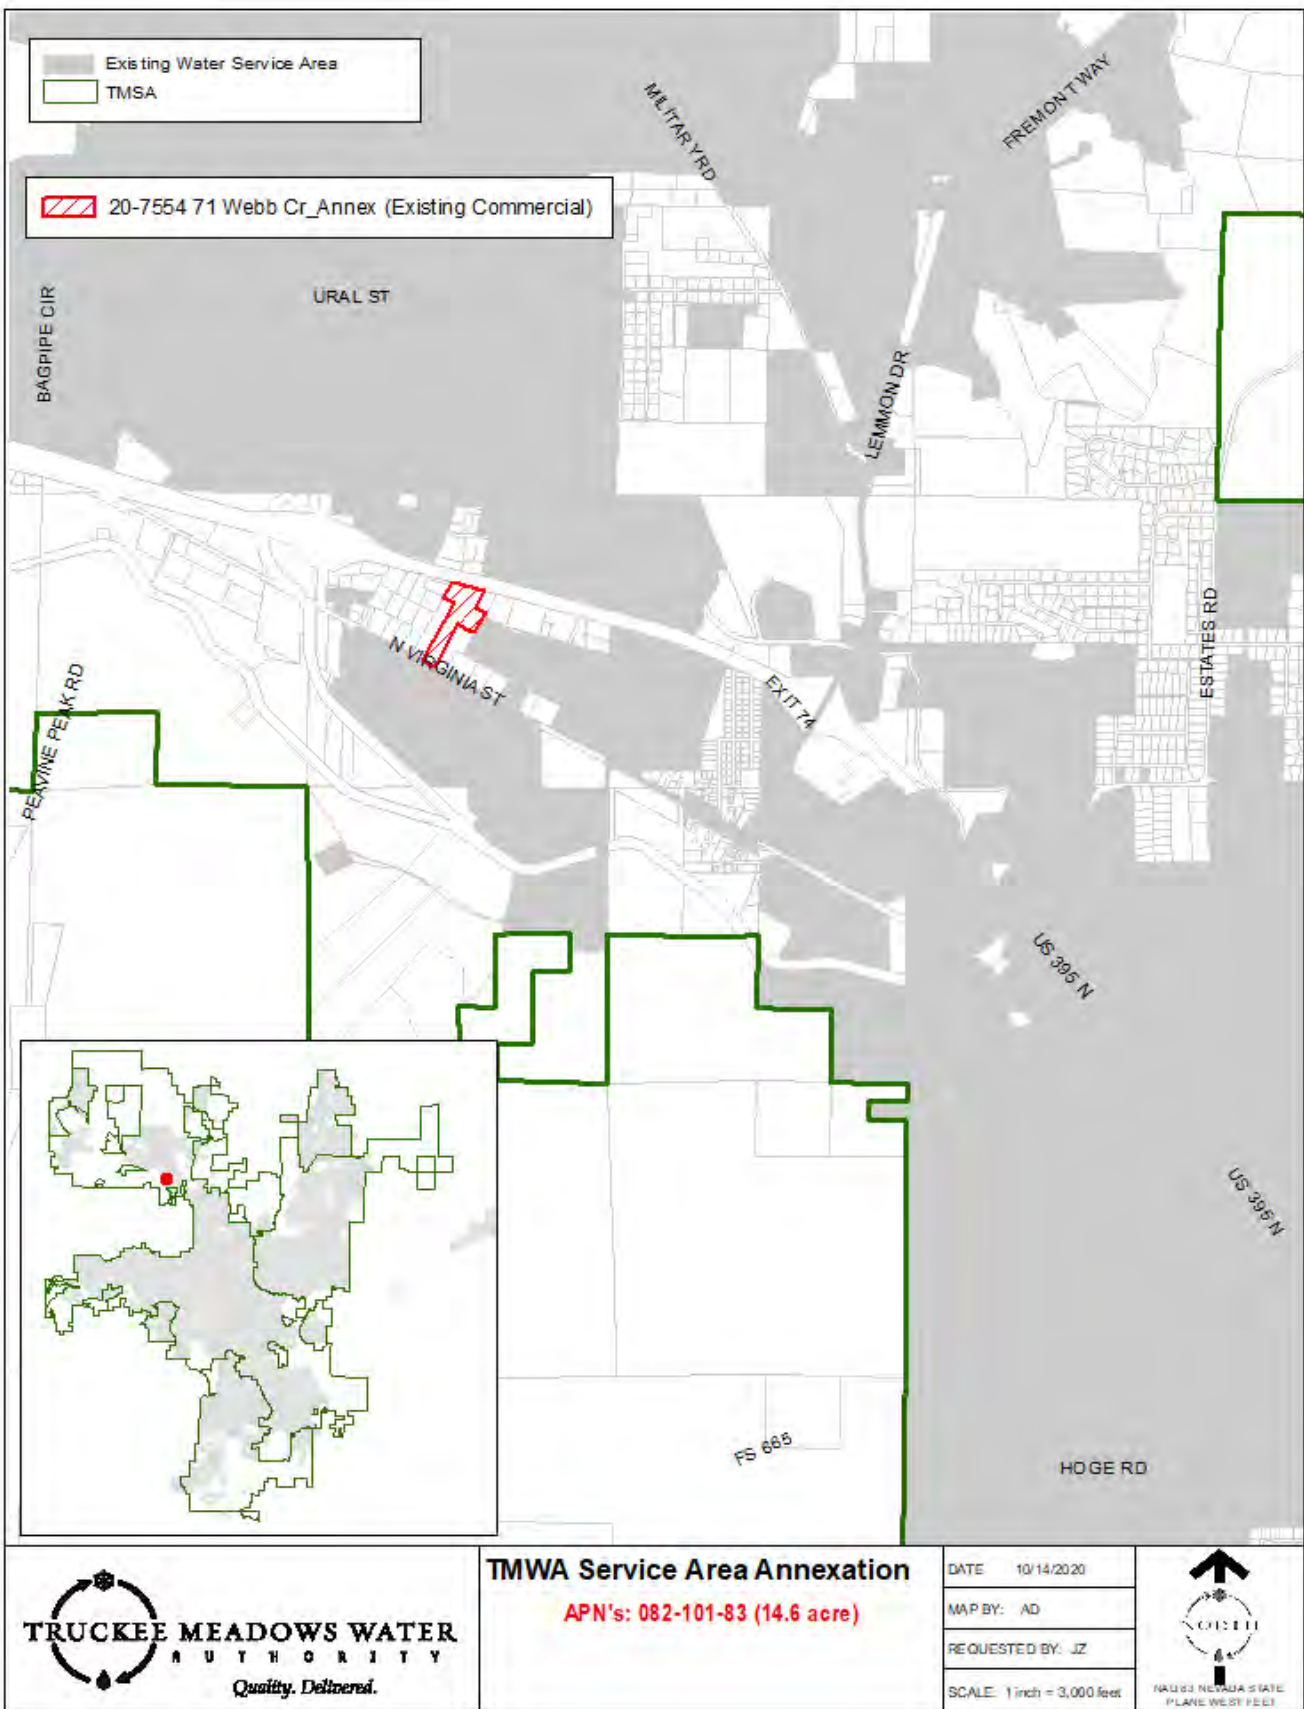 Existing Water Service Area
TMSA
20-7554 71 Webb Cr_Annex (Existing Commercial)
MILITARY RD
FREMONT WAY
BAGPIPE CIR
URAL ST
LEMMON DR
N VIRGINIA ST
ESTATES RD
PEAVINE PEAK RD
EXIT 74
US 395 N
US 395 N
FS 665
HOGE RD
TRUCKEE MEADOWS WATER
AUTHORITY
Quality. Delivered.
TMWA Service Area Annexation
APN's: 082-101-83 (14.6 acre)
DATE 10/14/2020
MAP BY: AD
REQUESTED BY: JZ
SCALE: 1 inch = 3,000 feet
NORTH
NAD 83 NEVADA STATE
PLANE WEST FEET